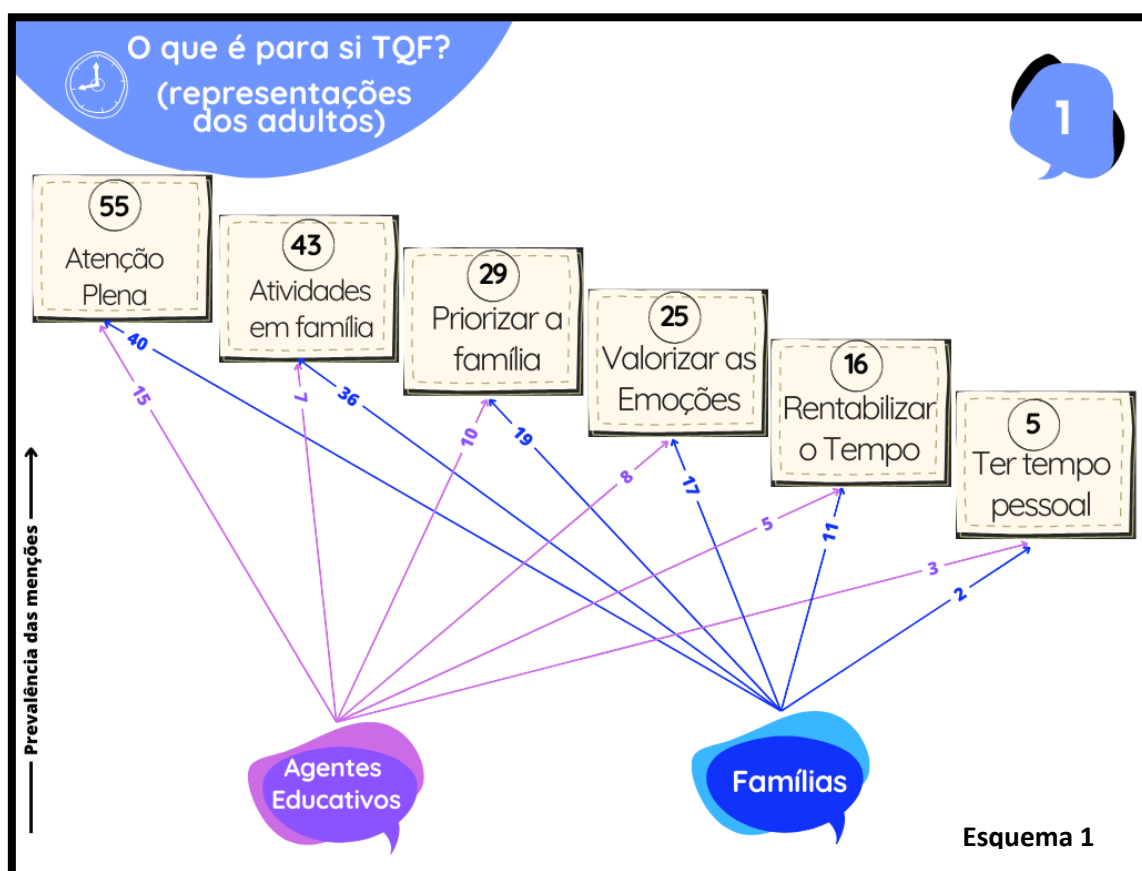 O que é para si TQF?
(representações
dos adultos)
1
55
Atenção
Plena
43
Atividades
em família
29
Priorizar a
família
25
Valorizar as
Emoções
16
Rentabilizar
o Tempo
5
Ter tempo
pessoal
40
15
7
36
10
19
8
17
5
11
3
2
Prevalência das menções
Agentes
Educativos
Famílias
Esquema 1